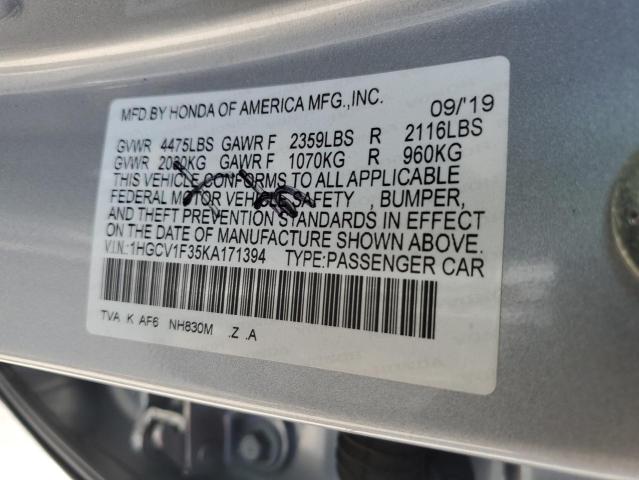 MFD.BY HONDA OF AMERICA MFG.,INC. 09/'19
GVWR 4475LBS GAWR F 2359LBS R 2116LBS
GVWR 2030KG GAWR F 1070KG R 960KG
THIS VEHICLE CONFORMS TO ALL APPLICABLE
FEDERAL MOTOR VEHICLE SAFETY , BUMPER,
AND THEFT PREVENTION STANDARDS IN EFFECT
ON THE DATE OF MANUFACTURE SHOWN ABOVE.
V.I.N.:1HGCV1F35KA171394 TYPE:PASSENGER CAR
TVA K AF6 NH830M .Z .A